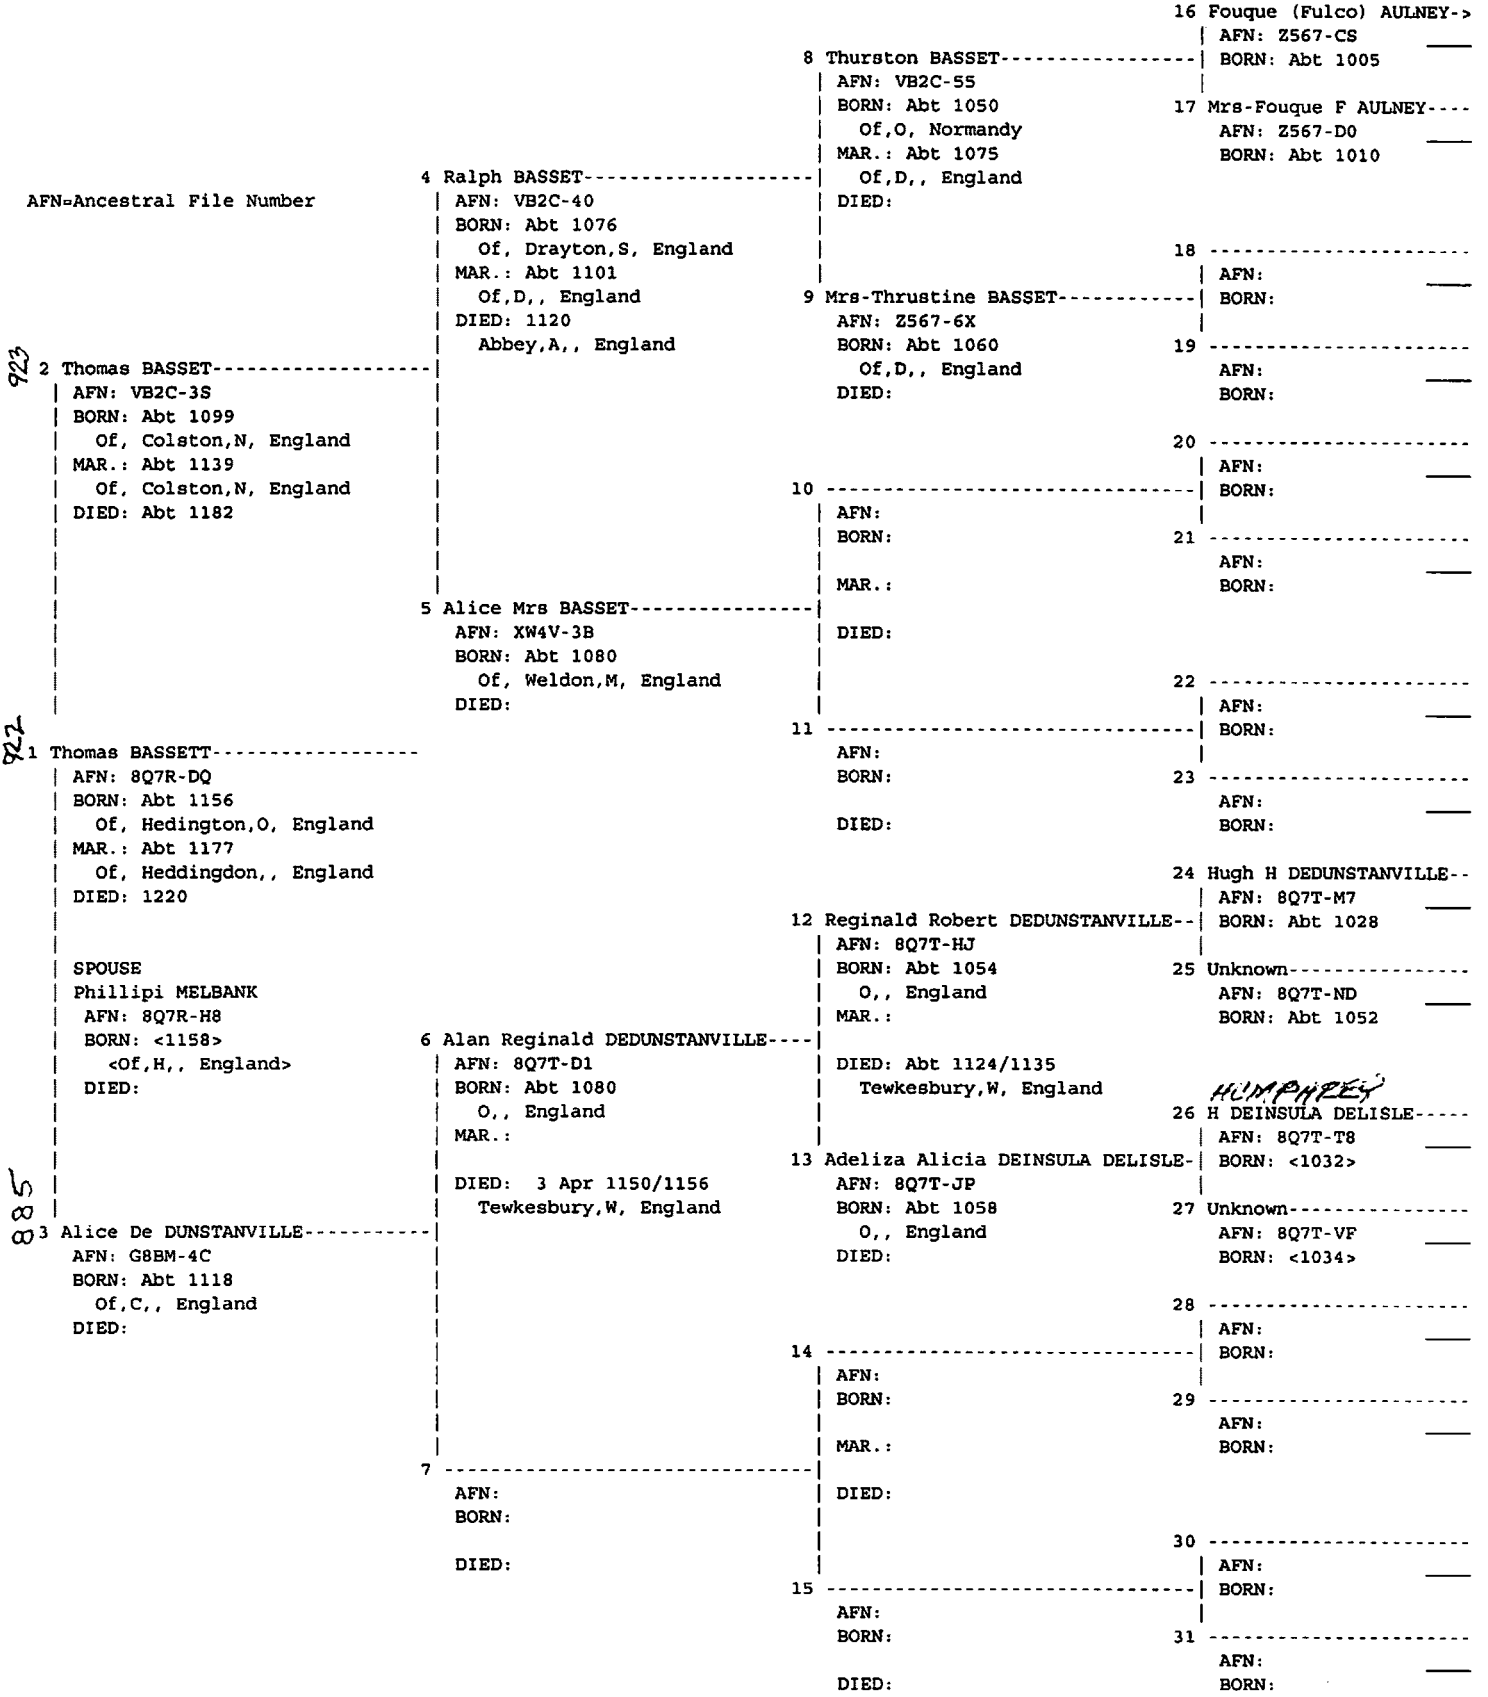 16 Fouque (Fulco) AULNEY->
AFN: Z567-CS
8 Thurston BASSET
BORN: Abt 1005
AFN: VB2C-55
BORN: Abt 1050
17 Mrs-Fouque F AULNEY----
Of,O, Normandy
AFN: Z567-D0
MAR.: Abt 1075
BORN: Abt 1010
4 Ralph BASSET
Of,D,, England
AFN=Ancestral File Number
AFN: VB2C-40
DIED:
BORN: Abt 1076
Of, Drayton,S, England
18
MAR.: Abt 1101
AFN:
Of,D,, England
9 Mrs-Thrustine BASSET
BORN:
DIED: 1120
AFN: Z567-6X
Abbey,A,, England
BORN: Abt 1060
19
923
2 Thomas BASSET
Of,D,, England
AFN:
AFN: VB2C-3S
DIED:
BORN:
BORN: Abt 1099
Of, Colston,N, England
20
MAR.: Abt 1139
AFN:
Of, Colston,N, England
10
BORN:
DIED: Abt 1182
AFN:
BORN:
21
AFN:
MAR.:
BORN:
5 Alice Mrs BASSET
AFN: XW4V-3B
DIED:
BORN: Abt 1080
Of, Weldon,M, England
22
DIED:
AFN:
11
BORN:
922
1 Thomas BASSETT
AFN:
AFN: 8Q7R-DQ
BORN:
23
BORN: Abt 1156
AFN:
Of, Hedington,O, England
DIED:
BORN:
MAR.: Abt 1177
Of, Heddingdon,, England
24 Hugh H DEDUNSTANVILLE--
DIED: 1220
AFN: 8Q7T-M7
12 Reginald Robert DEDUNSTANVILLE--
BORN: Abt 1028
AFN: 8Q7T-HJ
SPOUSE
BORN: Abt 1054
25 Unknown
Phillipi MELBANK
O,, England
AFN: 8Q7T-ND
AFN: 8Q7R-H8
MAR.:
BORN: Abt 1052
BORN: <1158>
6 Alan Reginald DEDUNSTANVILLE----
<Of,H,, England>
AFN: 8Q7T-D1
DIED: Abt 1124/1135
DIED:
BORN: Abt 1080
Tewkesbury,W, England
HUMPHREY
O,, England
26 H DEINSULA DELISLE-----
MAR.:
AFN: 8Q7T-T8
13 Adeliza Alicia DEINSULA DELISLE-
BORN: <1032>
DIED: 3 Apr 1150/1156
AFN: 8Q7T-JP
Tewkesbury,W, England
BORN: Abt 1058
27 Unknown
885
3 Alice De DUNSTANVILLE
O,, England
AFN: 8Q7T-VF
AFN: G8BM-4C
DIED:
BORN: <1034>
BORN: Abt 1118
Of,C,, England
28
DIED:
AFN:
14
BORN:
AFN:
BORN:
29
AFN:
MAR.:
BORN:
7
AFN:
DIED:
BORN:
30
DIED:
AFN:
15
BORN:
AFN:
BORN:
31
AFN:
DIED:
BORN: